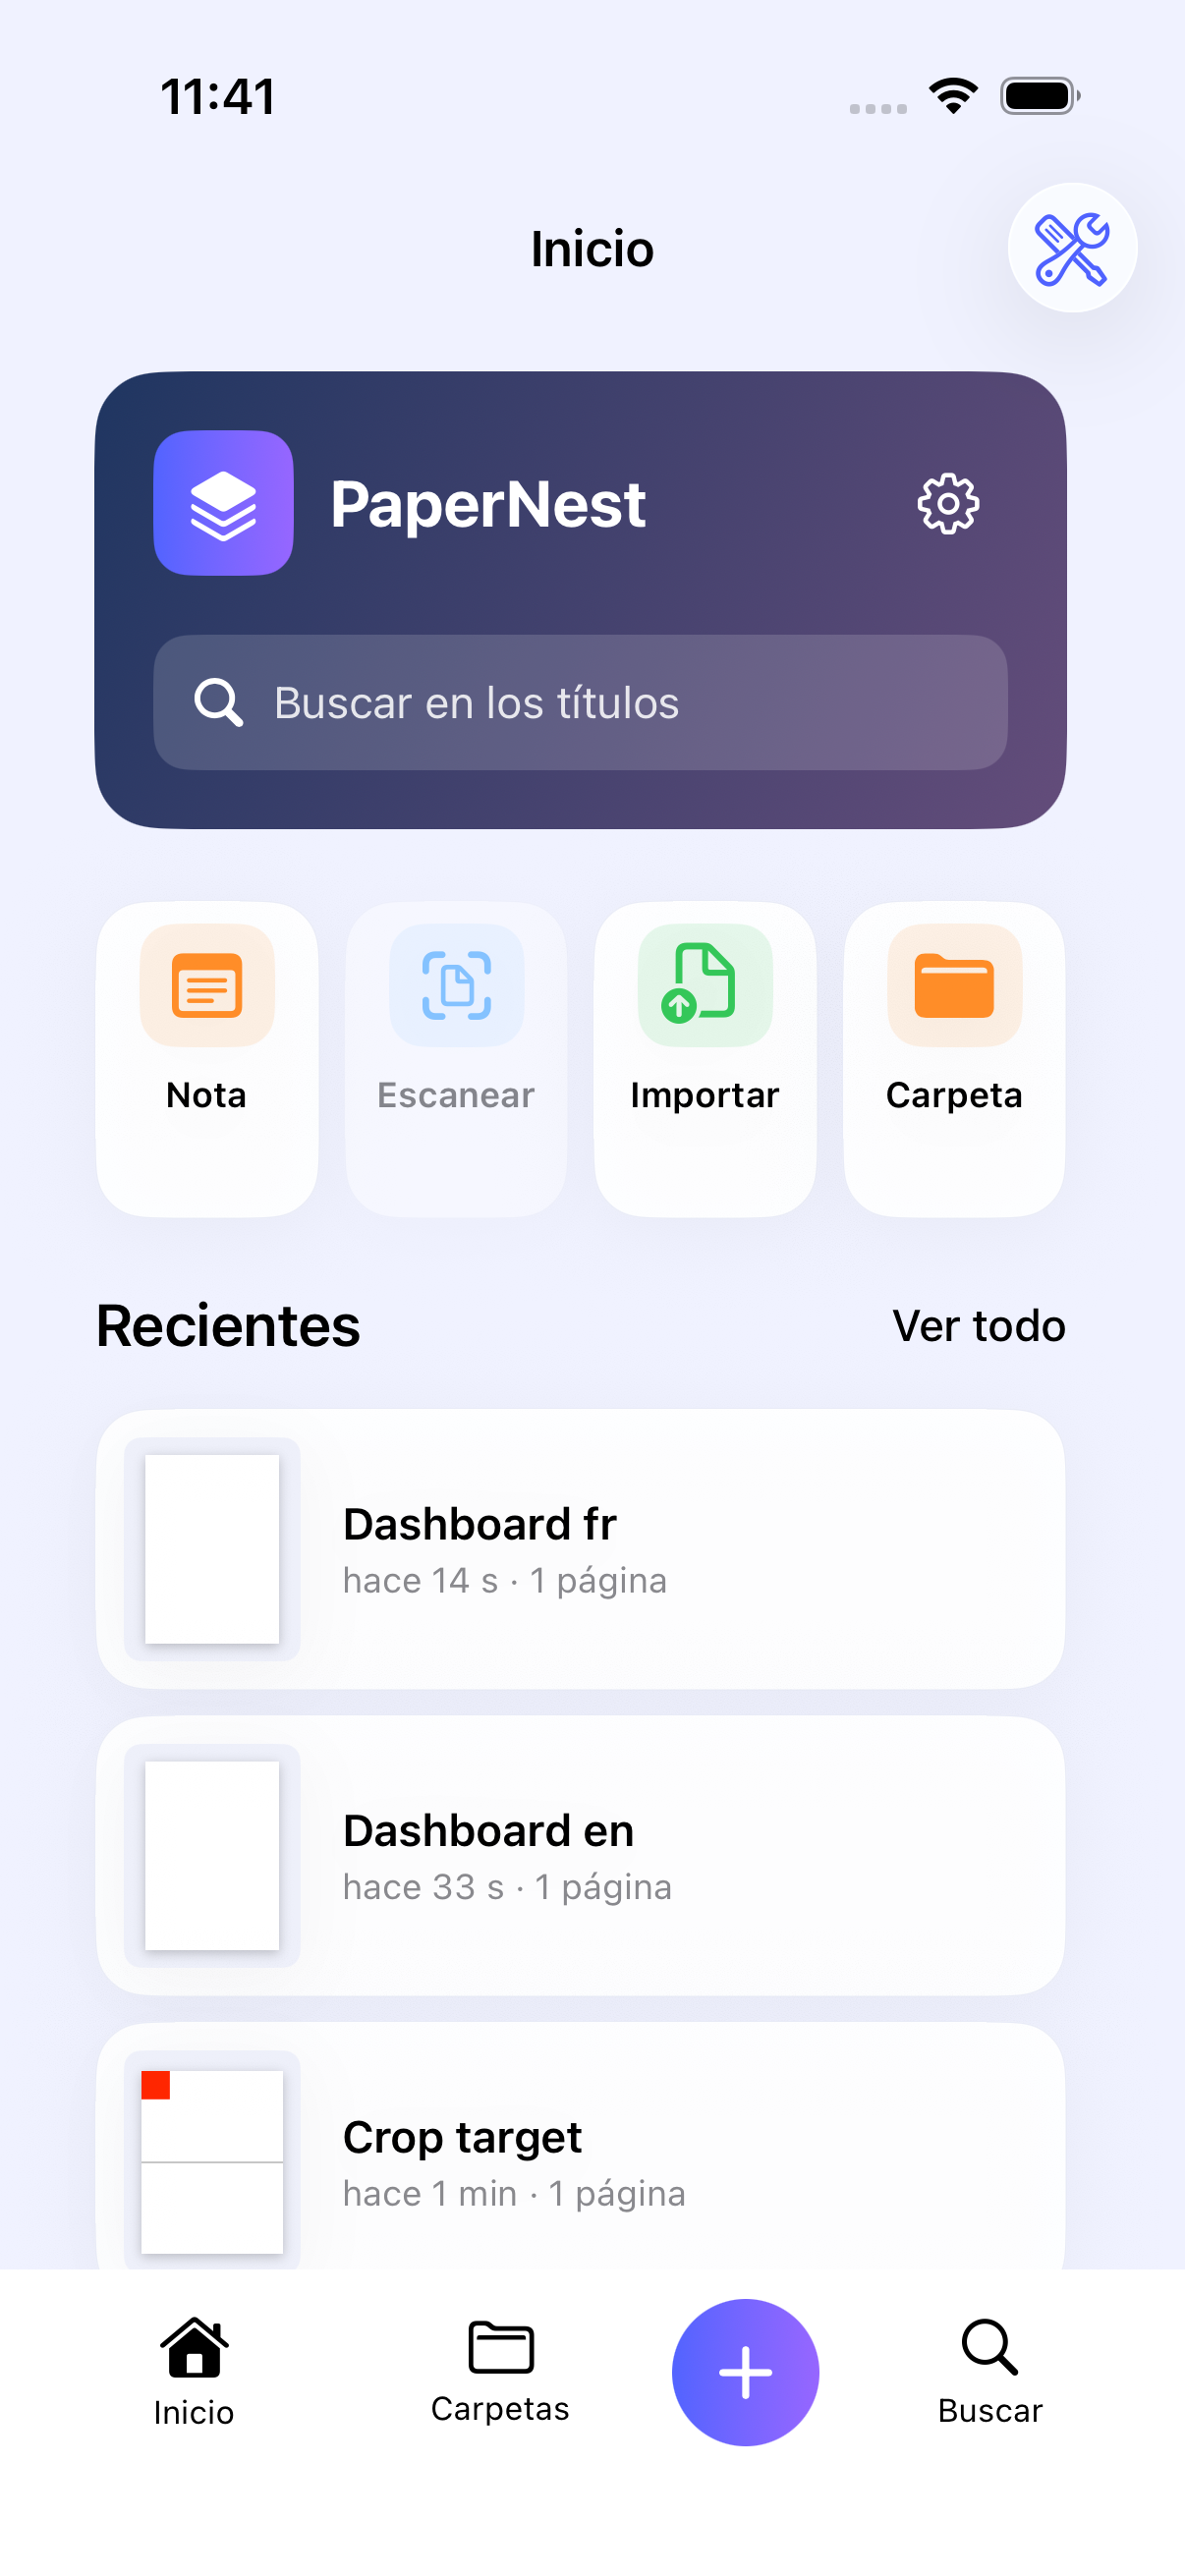 11:41
Inicio
PaperNest
Buscar en los títulos
Nota
Escanear
Importar
Carpeta
Recientes
Ver todo
Dashboard fr
hace 14 s · 1 página
Dashboard en
hace 33 s · 1 página
Crop target
hace 1 min · 1 página
Inicio
Carpetas
Buscar